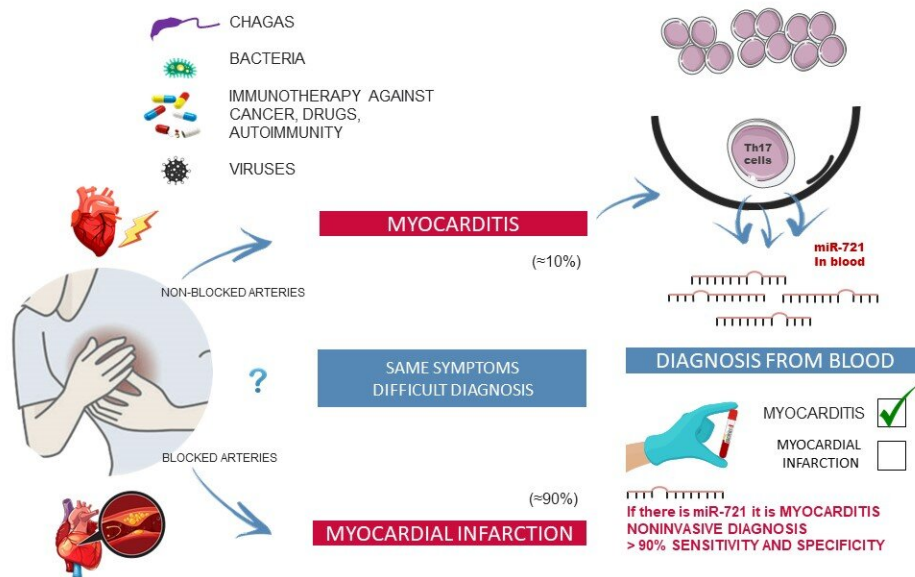 CHAGAS
BACTERIA
IMMUNOTHERAPY AGAINST
CANCER, DRUGS,
AUTOIMMUNITY
VIRUSES
Th17
cells
MYOCARDITIS
(≈10%)
miR-721
In blood
NON-BLOCKED ARTERIES
?
SAME SYMPTOMS
DIFFICULT DIAGNOSIS
DIAGNOSIS FROM BLOOD
MYOCARDITIS
MYOCARDIAL
INFARCTION
BLOCKED ARTERIES
(≈90%)
MYOCARDIAL INFARCTION
If there is miR-721 it is MYOCARDITIS
NONINVASIVE DIAGNOSIS
> 90% SENSITIVITY AND SPECIFICITY